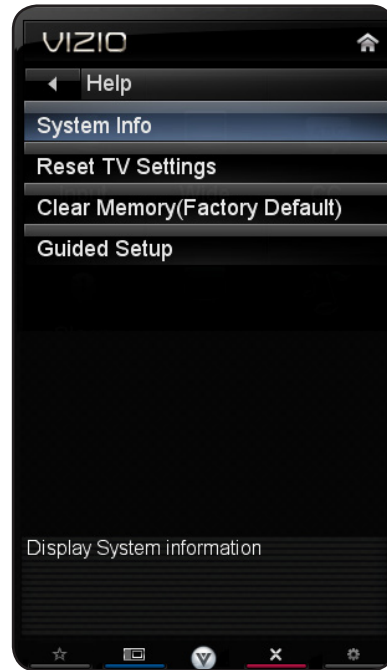 VIZIO
Help
System Info
Reset TV Settings
Clear Memory(Factory Default)
Guided Setup
Display System information
V